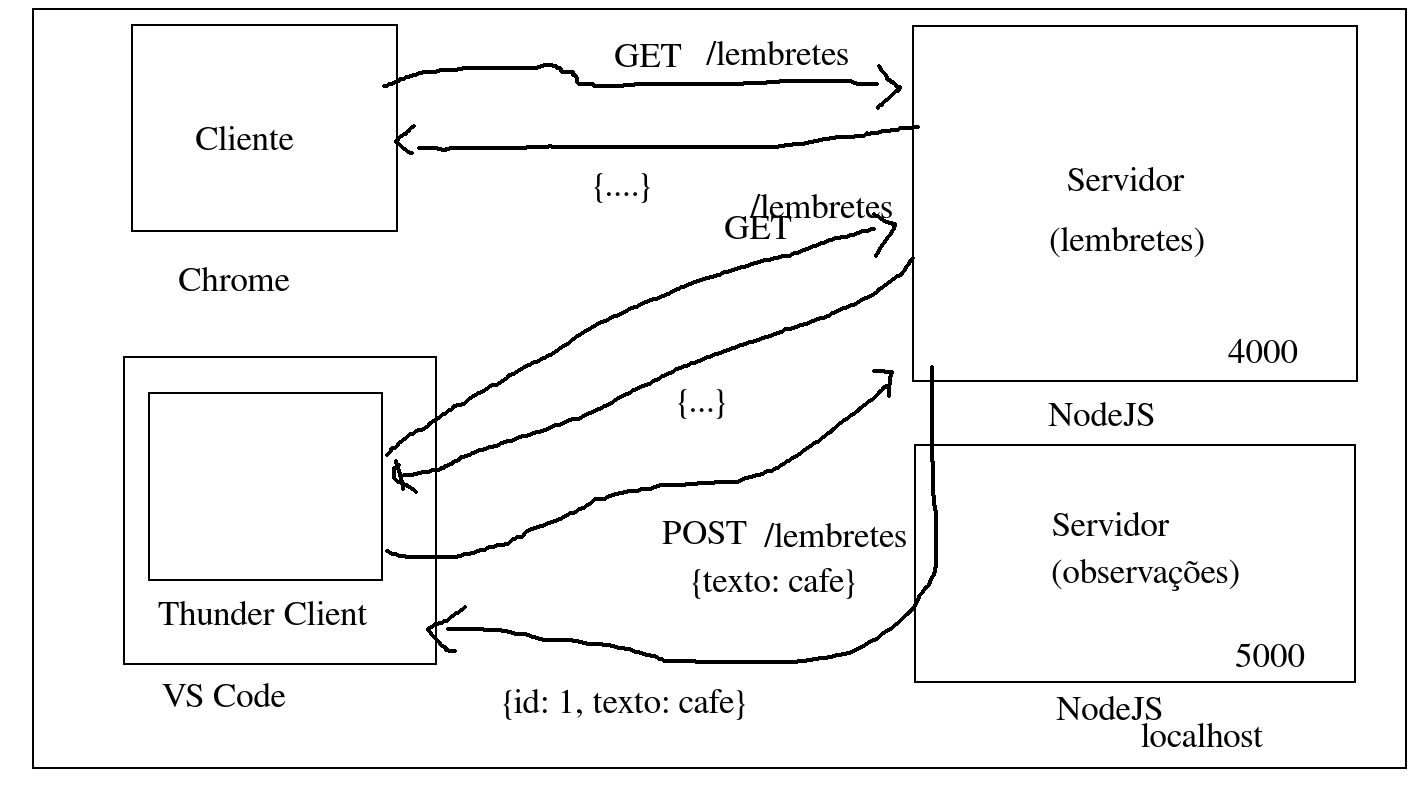 GET /lembretes
Cliente
{....}
Servidor
(lembretes)
/lembretes
GET
Chrome
4000
{...}
NodeJS
POST /lembretes
{texto: cafe}
Servidor
(observações)
Thunder Client
5000
VS Code
{id: 1, texto: cafe}
NodeJS
localhost